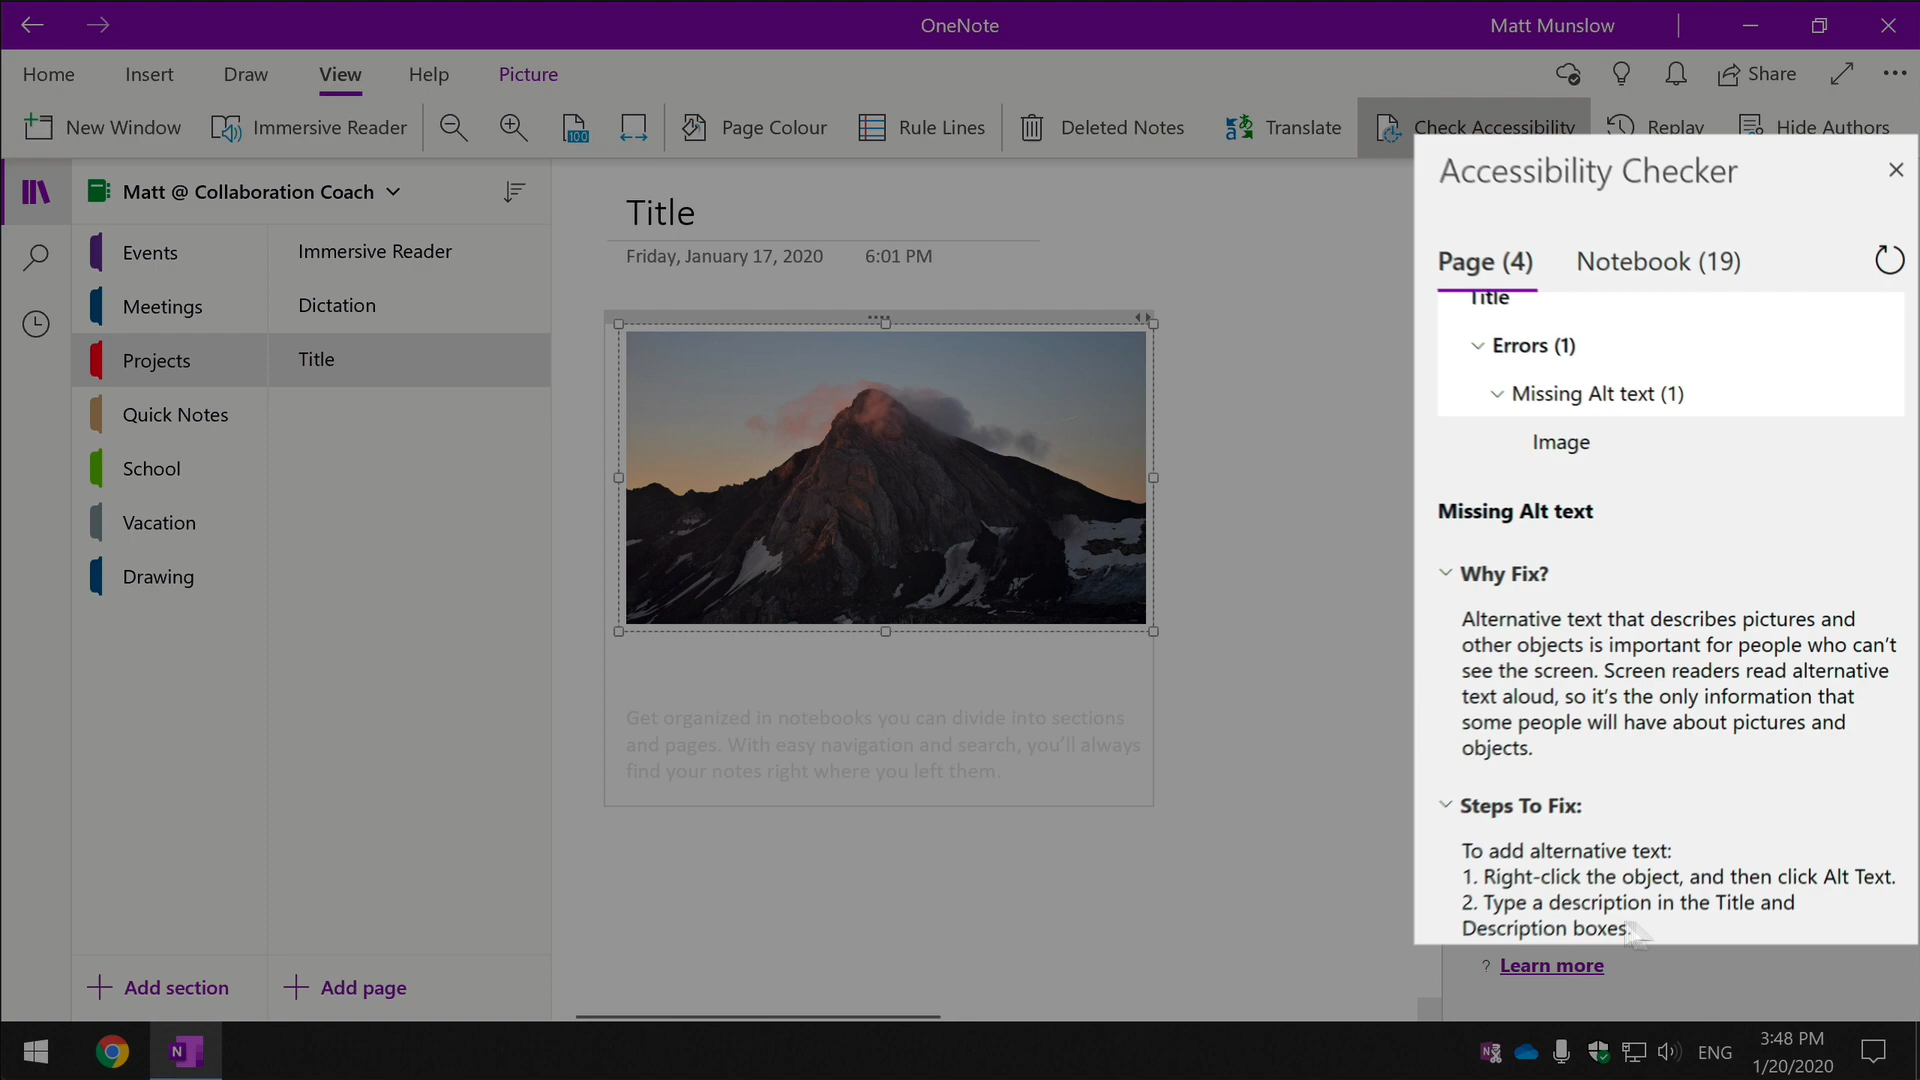 OneNote
Matt Munslow
Home
Insert
Draw
View
Help
Picture
Share
New Window
Immersive Reader
100
Page Colour
Rule Lines
Deleted Notes
Translate
Check Accessibility
Replay
Hide Authors
Matt @ Collaboration Coach
Events
Meetings
Projects
Quick Notes
School
Vacation
Drawing
Immersive Reader
Dictation
Title
Add section
Add page
Title
Friday, January 17, 2020
6:01 PM
Get organized in notebooks you can divide into sections
and pages. With easy navigation and search, you'll always
find your notes right where you left them.
Accessibility Checker
Page (4)
Notebook (19)
Title
Errors (1)
Missing Alt text (1)
Image
Missing Alt text
Why Fix?
Alternative text that describes pictures and
other objects is important for people who can't
see the screen. Screen readers read alternative
text aloud, so it's the only information that
some people will have about pictures and
objects.
Steps To Fix:
To add alternative text:
1. Right-click the object, and then click Alt Text.
2. Type a description in the Title and
Description boxes.
? Learn more
N
ENG
3:48 PM
1/20/2020